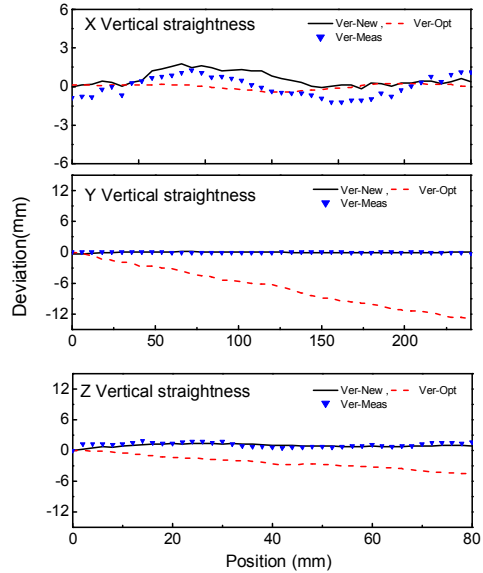 X Vertical straightness
Ver-New , Ver-Opt
Ver-Meas
6
3
0
-3
-6
Y Vertical straightness
Ver-New , Ver-Opt
Ver-Meas
12
6
0
-6
-12
0 50 100 150 200
Deviation(mm)
Z Vertical straightness
Ver-New , Ver-Opt
Ver-Meas
12
6
0
-6
-12
0 20 40 60 80
Position (mm)